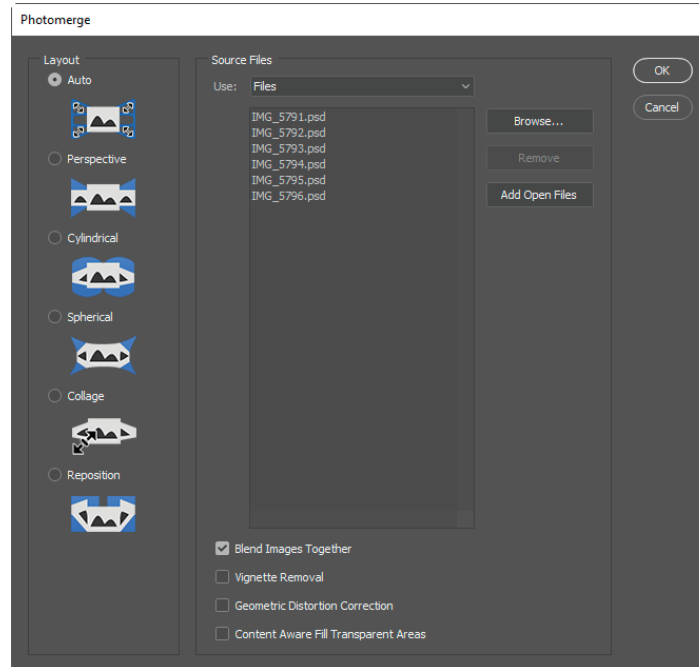 Photomerge
Layout
Auto
Perspective
Cylindrical
Spherical
Collage
Reposition
Source Files
Use: Files
IMG_5791.psd
IMG_5792.psd
IMG_5793.psd
IMG_5794.psd
IMG_5795.psd
IMG_5796.psd
Browse...
Remove
Add Open Files
Blend Images Together
Vignette Removal
Geometric Distortion Correction
Content Aware Fill Transparent Areas
OK
Cancel